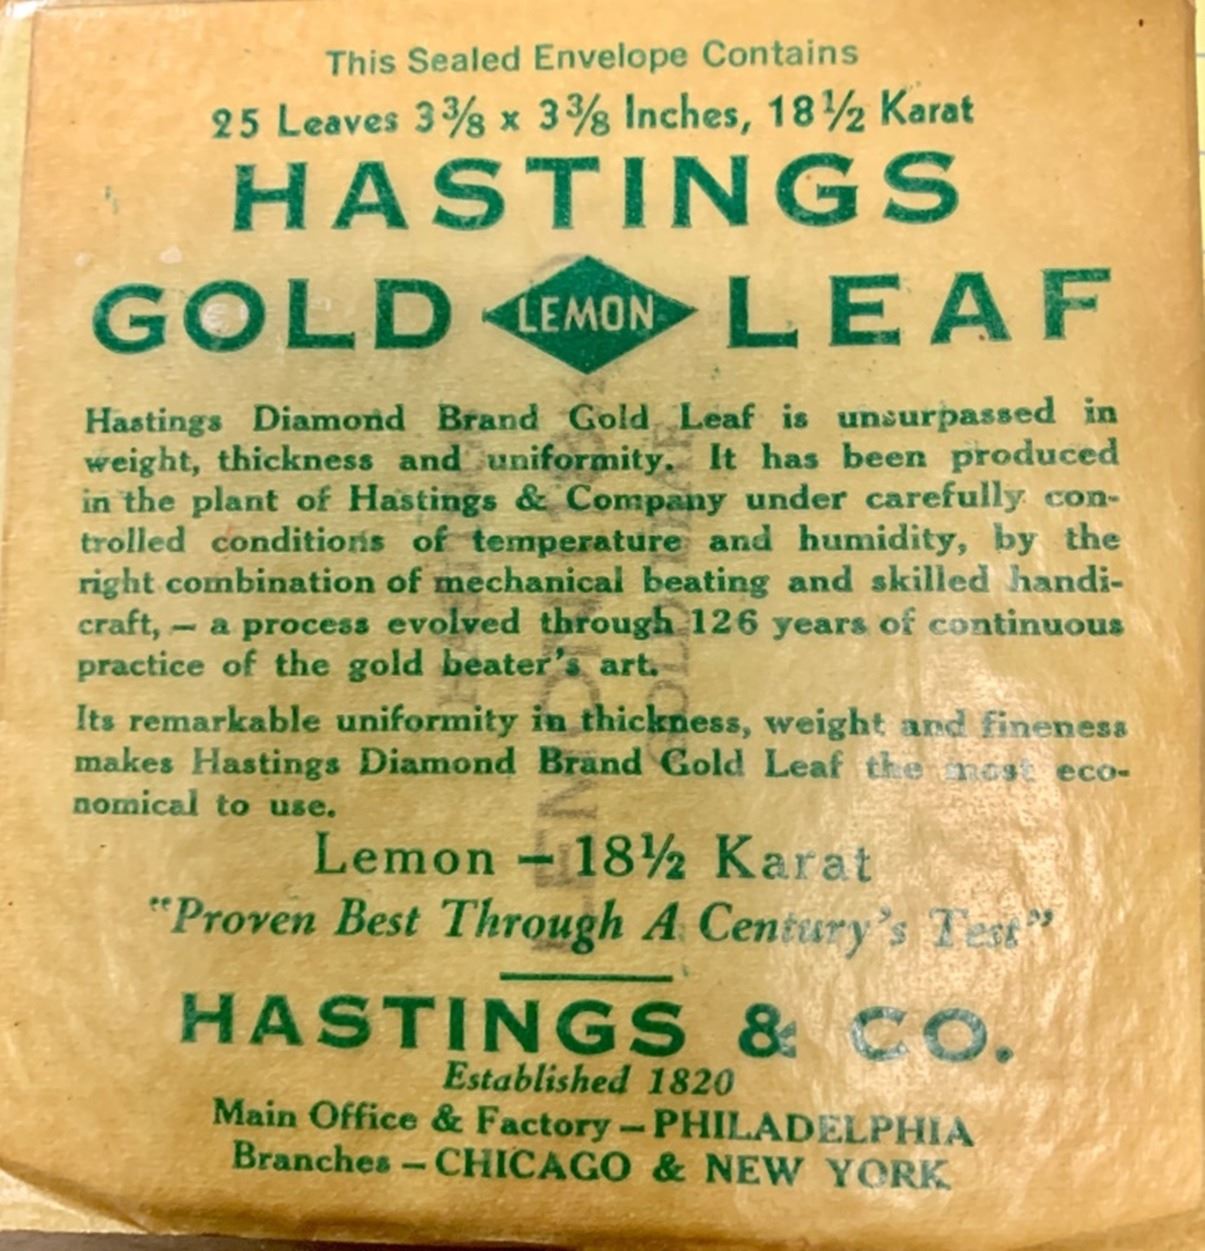 This Sealed Envelope Contains
25 Leaves 3⅜ x 3⅜ Inches, 18½ Karat
HASTINGS
GOLD LEMON LEAF
Hastings Diamond Brand Gold Leaf is unsurpassed in
weight, thickness and uniformity. It has been produced
in the plant of Hastings & Company under carefully con-
trolled conditions of temperature and humidity, by the
right combination of mechanical beating and skilled handi-
craft, — a process evolved through 126 years of continuous
practice of the gold beater's art.
Its remarkable uniformity in thickness, weight and fineness
makes Hastings Diamond Brand Gold Leaf the most eco-
nomical to use.
Lemon — 18½ Karat
"Proven Best Through A Century's Test"
HASTINGS & CO.
Established 1820
Main Office & Factory — PHILADELPHIA
Branches — CHICAGO & NEW YORK